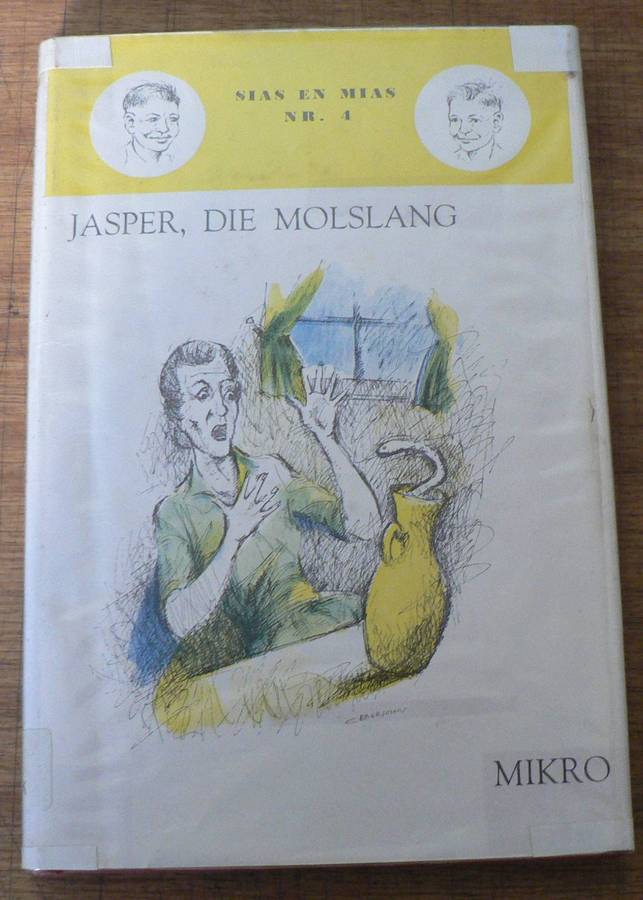 SIAS EN MIAS
NR. 4
JASPER, DIE MOLSLANG
MIKRO